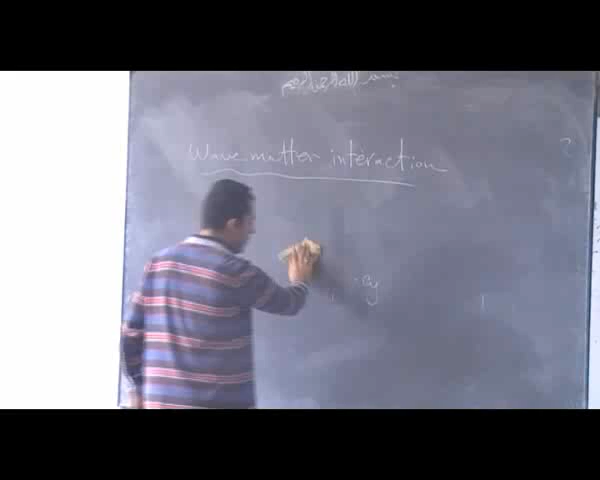 بسم الله الرحمن الرحيم
Wave matter interaction